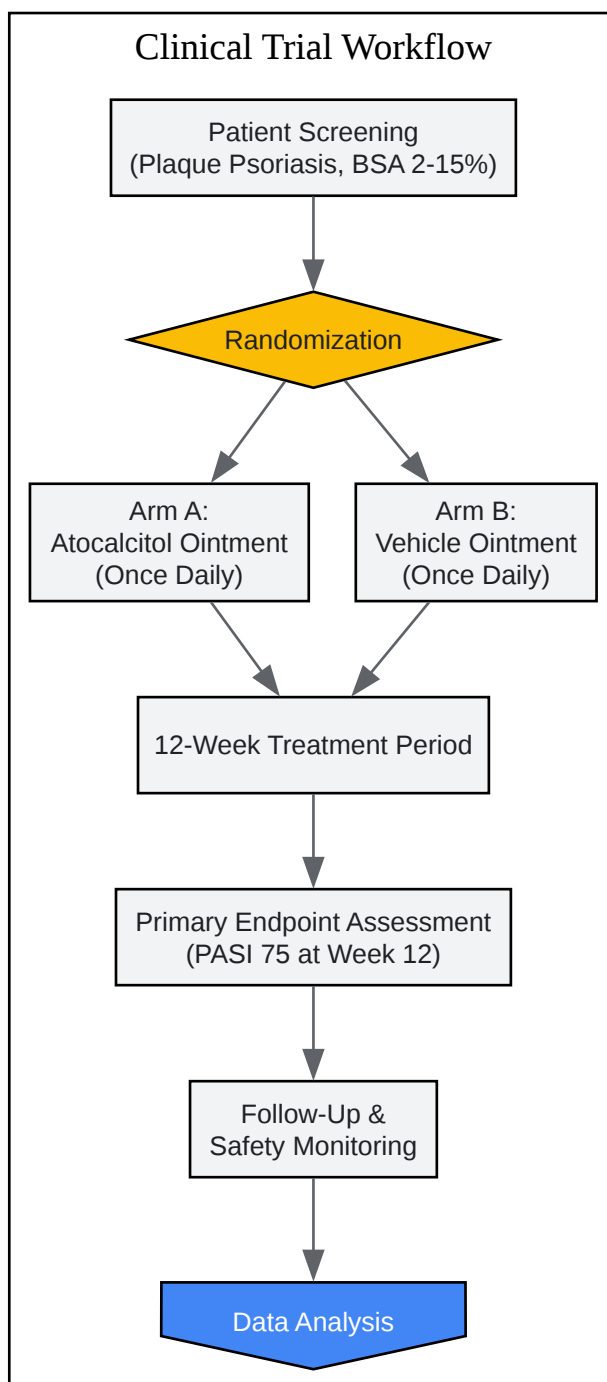 Clinical Trial Workflow
Patient Screening
(Plaque Psoriasis, BSA 2-15%)
Randomization
Arm A:
Atocalcitol Ointment
(Once Daily)
Arm B:
Vehicle Ointment
(Once Daily)
12-Week Treatment Period
Primary Endpoint Assessment
(PASI 75 at Week 12)
Follow-Up &
Safety Monitoring
Data Analysis